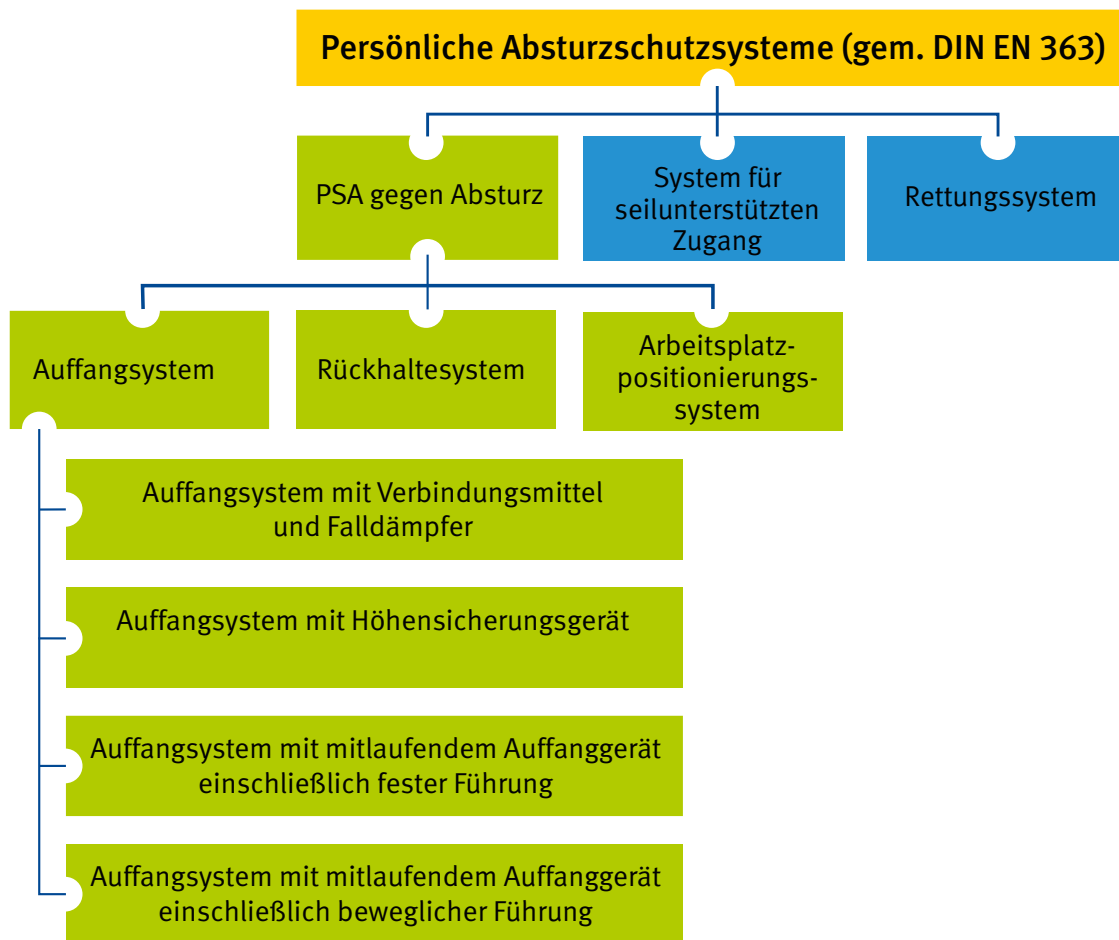 Persönliche Absturzschutzsysteme (gem. DIN EN 363)
PSA gegen Absturz
System für
seilunterstützten
Zugang
Rettungssystem
Auffangsystem
Rückhaltesystem
Arbeitsplatz-
positionierungs-
system
Auffangsystem mit Verbindungsmittel
und Falldämpfer
Auffangsystem mit Höhensicherungsgerät
Auffangsystem mit mitlaufendem Auffanggerät
einschließlich fester Führung
Auffangsystem mit mitlaufendem Auffanggerät
einschließlich beweglicher Führung